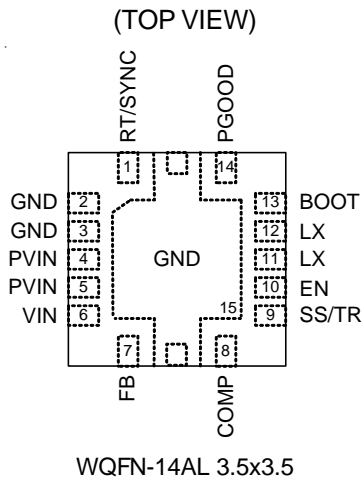 (TOP VIEW)
RT/SYNC
PGOOD
1
14
GND 2
13 BOOT
GND 3
12 LX
PVIN 4
GND
11 LX
PVIN 5
10 EN
VIN 6
15
9 SS/TR
7
8
FB
COMP
WQFN-14AL 3.5x3.5